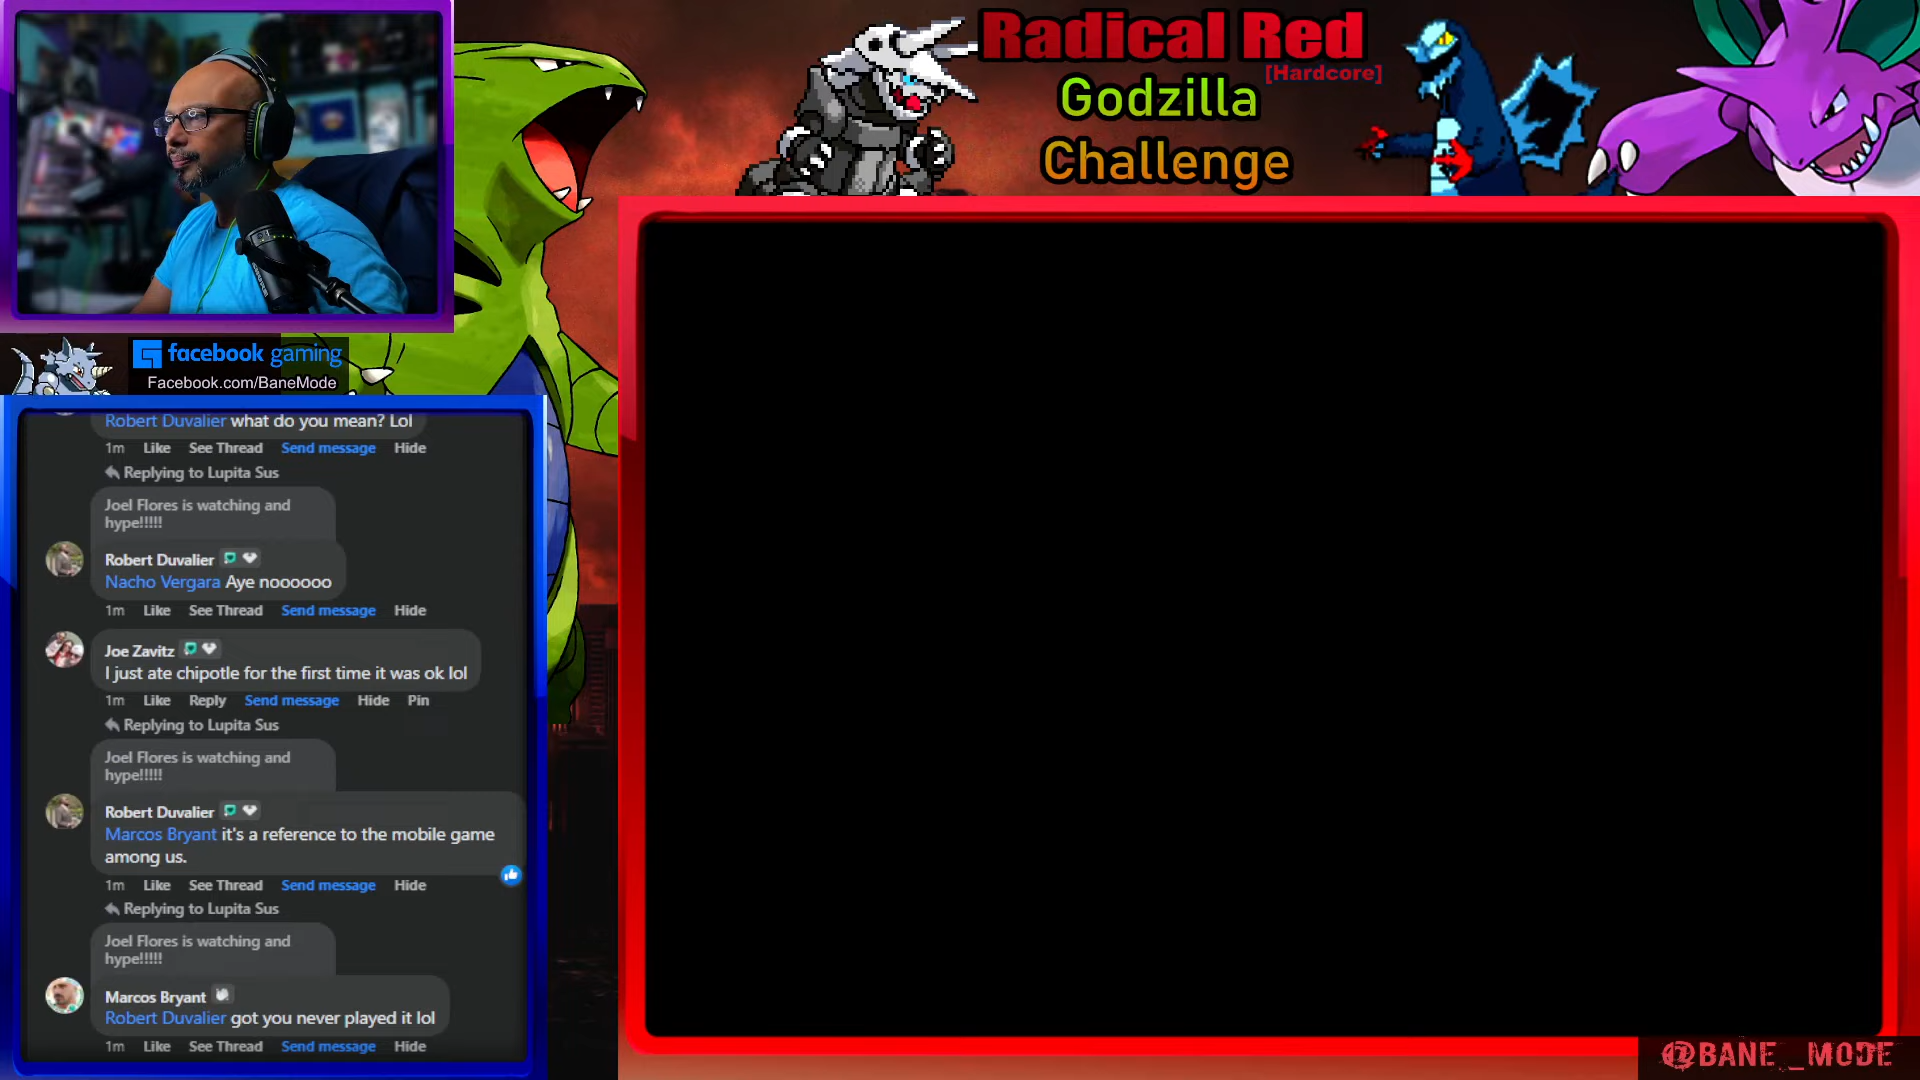 Radical Red
[Hardcore]
Godzilla
Challenge
facebook gaming
Facebook.com/BaneMode
Robert Duvalier what do you mean? Lol
1m Like See Thread Send message Hide
Replying to Lupita Sus
Joel Flores is watching and
hype!!!!!
Robert Duvalier
Nacho Vergara Aye noooooo
1m Like See Thread Send message Hide
Joe Zavitz
I just ate chipotle for the first time it was ok lol
1m Like Reply Send message Hide Pin
Replying to Lupita Sus
Joel Flores is watching and
hype!!!!!
Robert Duvalier
Marcos Bryant it's a reference to the mobile game
among us.
1m Like See Thread Send message Hide
Replying to Lupita Sus
Joel Flores is watching and
hype!!!!!
Marcos Bryant
Robert Duvalier got you never played it lol
1m Like See Thread Send message Hide
@BANE_MODE